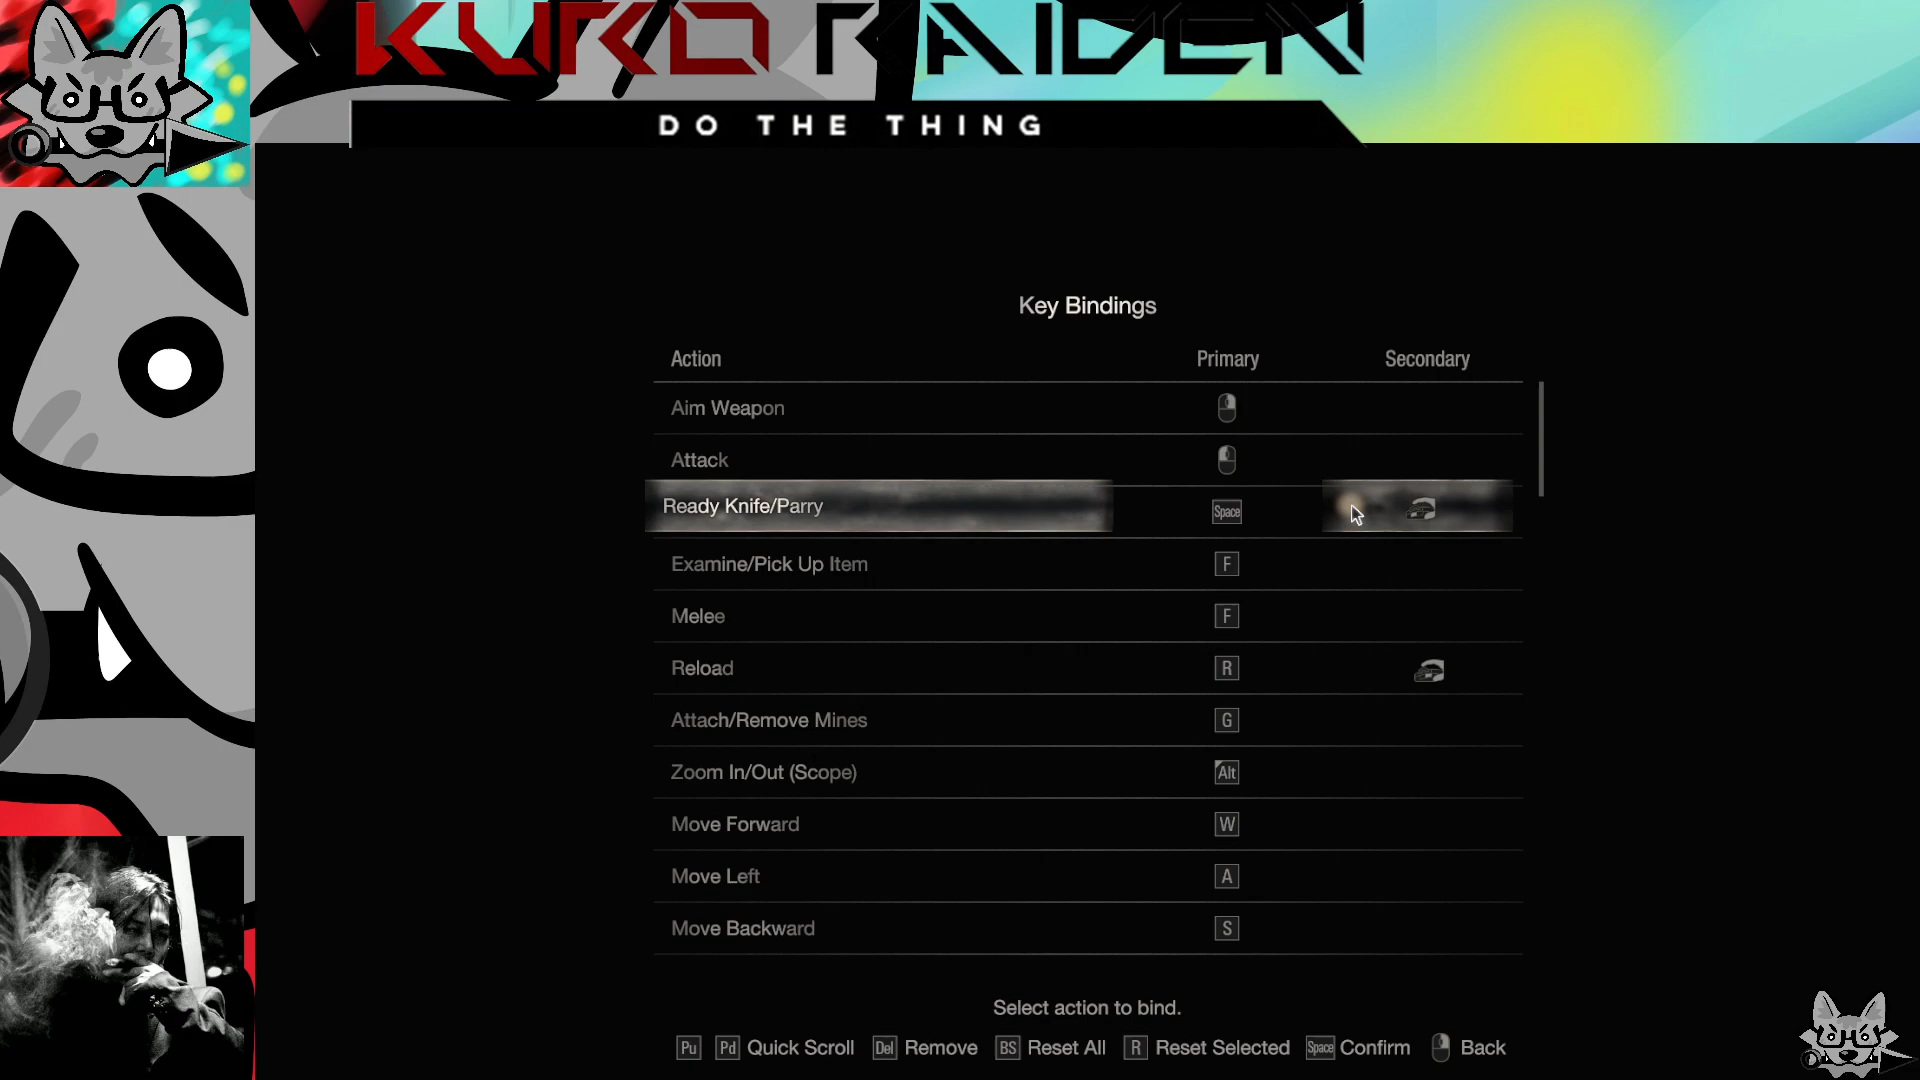 KURO RAIDEN
DO THE THING
Key Bindings
Action Primary Secondary
Aim Weapon
Attack
Ready Knife/Parry Space
Examine/Pick Up Item F
Melee F
Reload R
Attach/Remove Mines G
Zoom In/Out (Scope) Alt
Move Forward W
Move Left A
Move Backward S
Select action to bind.
Pu Pd Quick Scroll Del Remove BS Reset All R Reset Selected Space Confirm Back